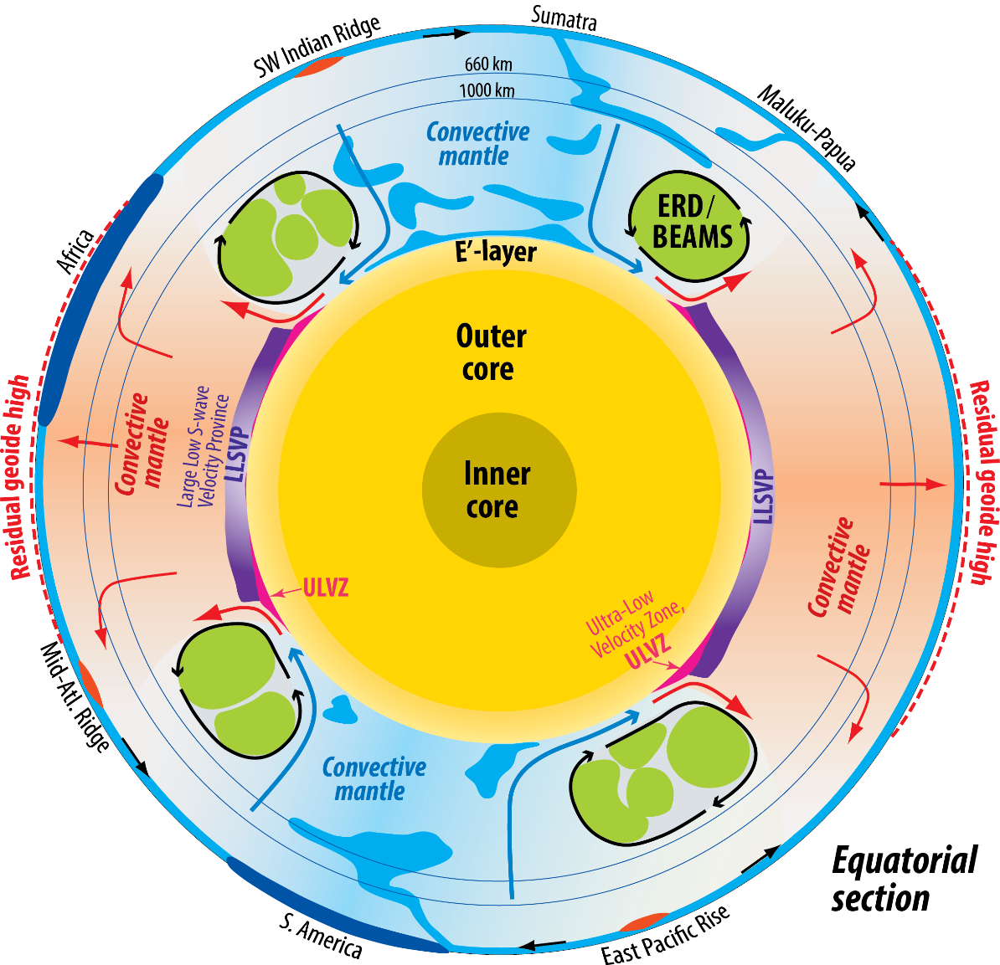 Sumatra
SW Indian Ridge
660 km
1000 km
Maluku-Papua
Convective
mantle
ERD/
BEAMS
E’-layer
Africa
Outer
core
Residual geoide high
Convective
mantle
Large Low S-wave
Velocity Province
LLSVP
Inner
core
LLSVP
Residual geoide high
Convective
mantle
ULVZ
Ultra-Low
Velocity Zone,
ULVZ
Mid-Atl. Ridge
Convective
mantle
Equatorial
section
S. America
East Pacific Rise